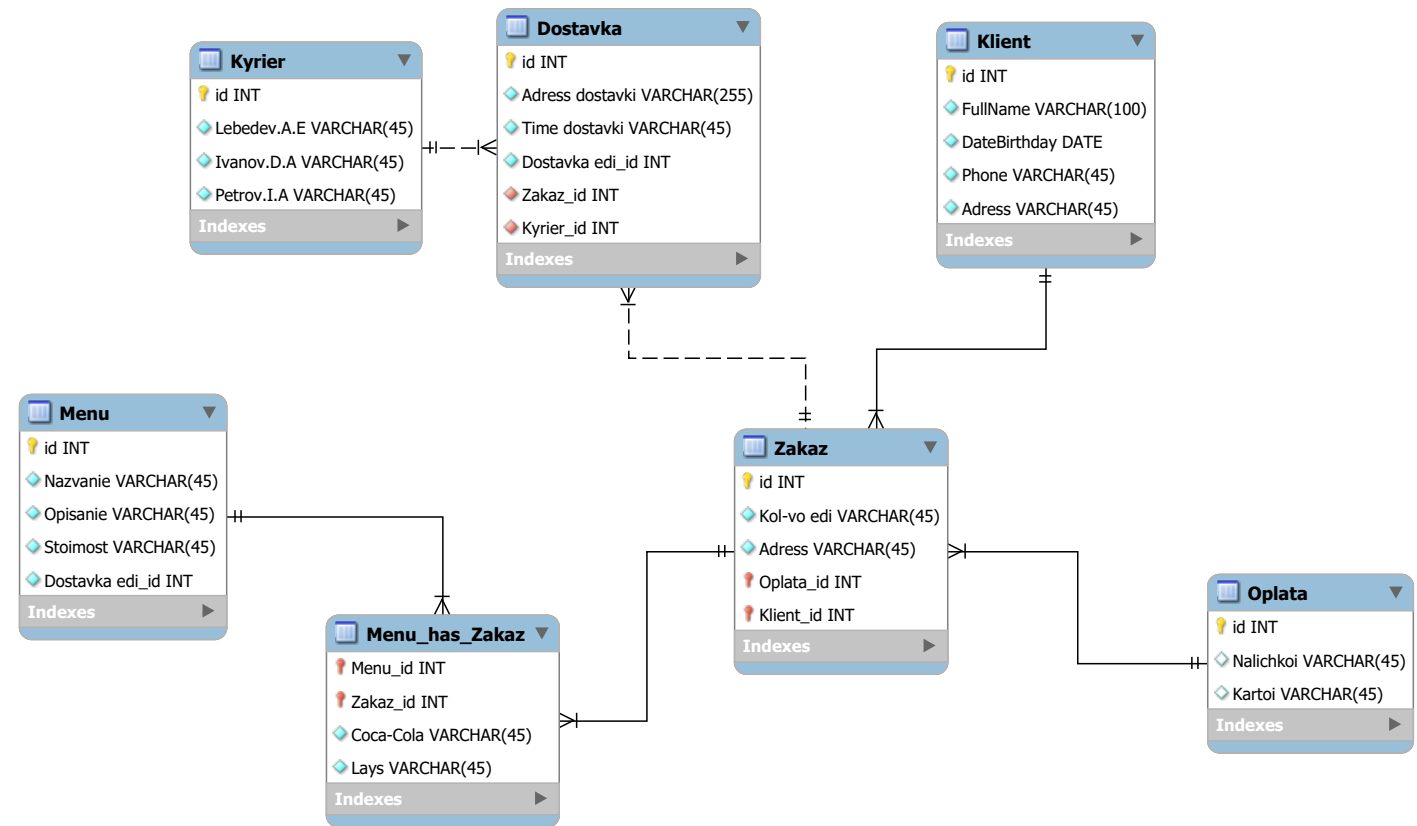 Kyrier
id INT
Lebedev.A.E VARCHAR(45)
Ivanov.D.A VARCHAR(45)
Petrov.I.A VARCHAR(45)
Indexes
Dostavka
id INT
Adress dostavki VARCHAR(255)
Time dostavki VARCHAR(45)
Dostavka edi_id INT
Zakaz_id INT
Kyrier_id INT
Indexes
Klient
id INT
FullName VARCHAR(100)
DateBirthday DATE
Phone VARCHAR(45)
Adress VARCHAR(45)
Indexes
Menu
id INT
Nazvanie VARCHAR(45)
Opisanie VARCHAR(45)
Stoimost VARCHAR(45)
Dostavka edi_id INT
Indexes
Menu_has_Zakaz
Menu_id INT
Zakaz_id INT
Coca-Cola VARCHAR(45)
Lays VARCHAR(45)
Indexes
Zakaz
id INT
Kol-vo edi VARCHAR(45)
Adress VARCHAR(45)
Oplata_id INT
Klient_id INT
Indexes
Oplata
id INT
Nalichkoi VARCHAR(45)
Kartoi VARCHAR(45)
Indexes